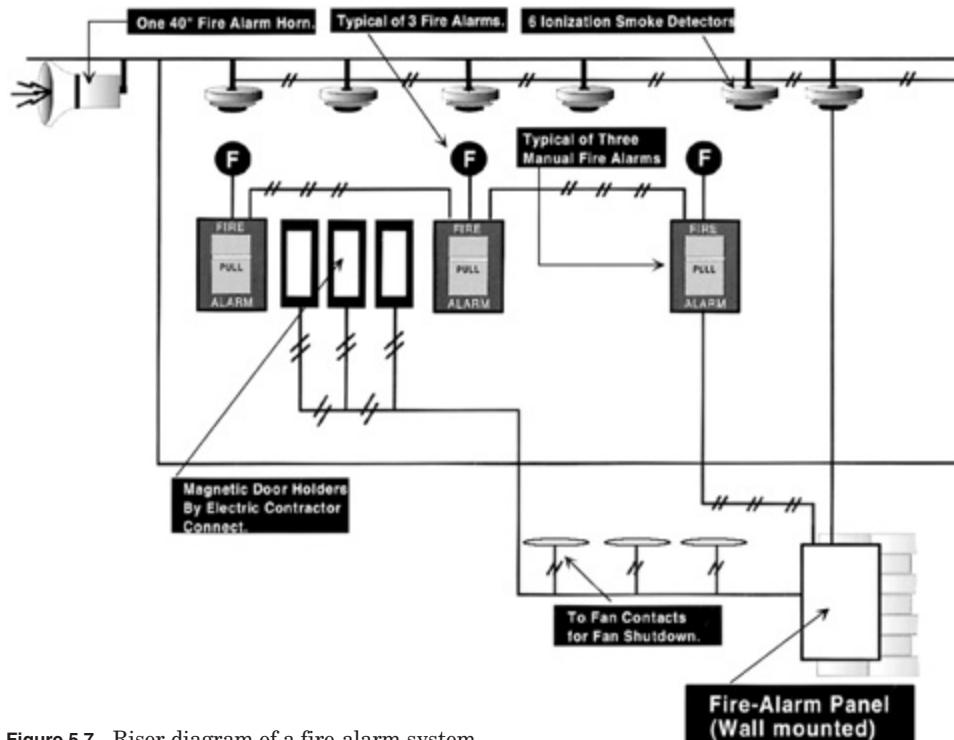 One 40" Fire Alarm Horn.
Typical of 3 Fire Alarms.
6 Ionization Smoke Detectors
Typical of Three
Manual Fire Alarms
F
F
F
FIRE
PULL
ALARM
FIRE
PULL
ALARM
FIRE
PULL
ALARM
Magnetic Door Holders
By Electric Contractor
Connect.
To Fan Contacts
for Fan Shutdown.
Fire-Alarm Panel
(Wall mounted)
Figure 5.7 Riser diagram of a fire-alarm system